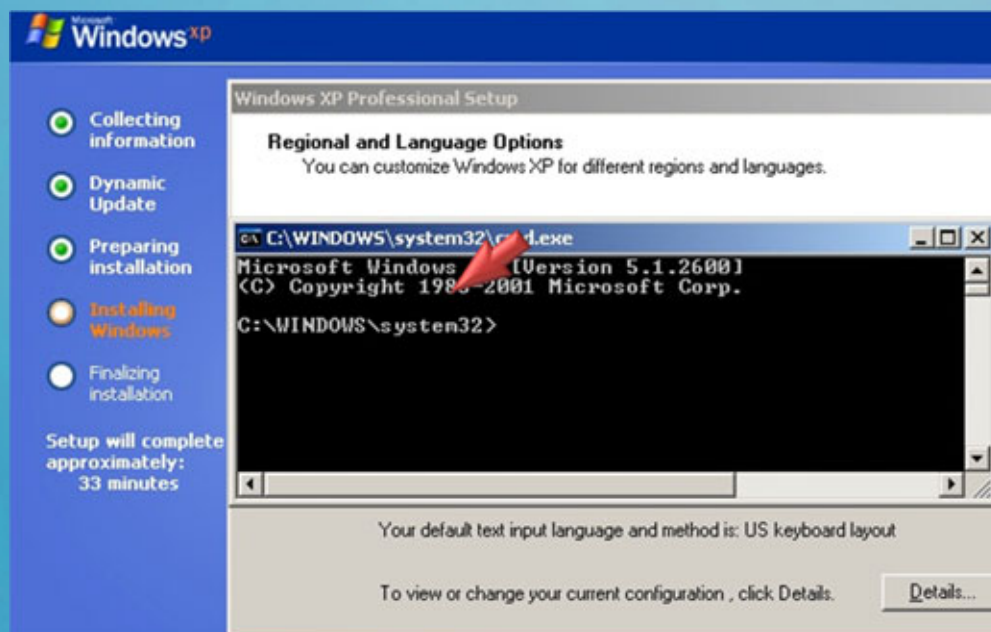 Microsoft
Windows xp
Collecting
information
Dynamic
Update
Preparing
installation
Installing
Windows
Finalizing
installation
Setup will complete
approximately:
33 minutes
Windows XP Professional Setup
Regional and Language Options
You can customize Windows XP for different regions and languages.
C:\WINDOWS\system32\cmd.exe
Microsoft Windows [Version 5.1.2600]
(C) Copyright 1985-2001 Microsoft Corp.
C:\WINDOWS\system32>
Your default text input language and method is: US keyboard layout
To view or change your current configuration , click Details.
Details...